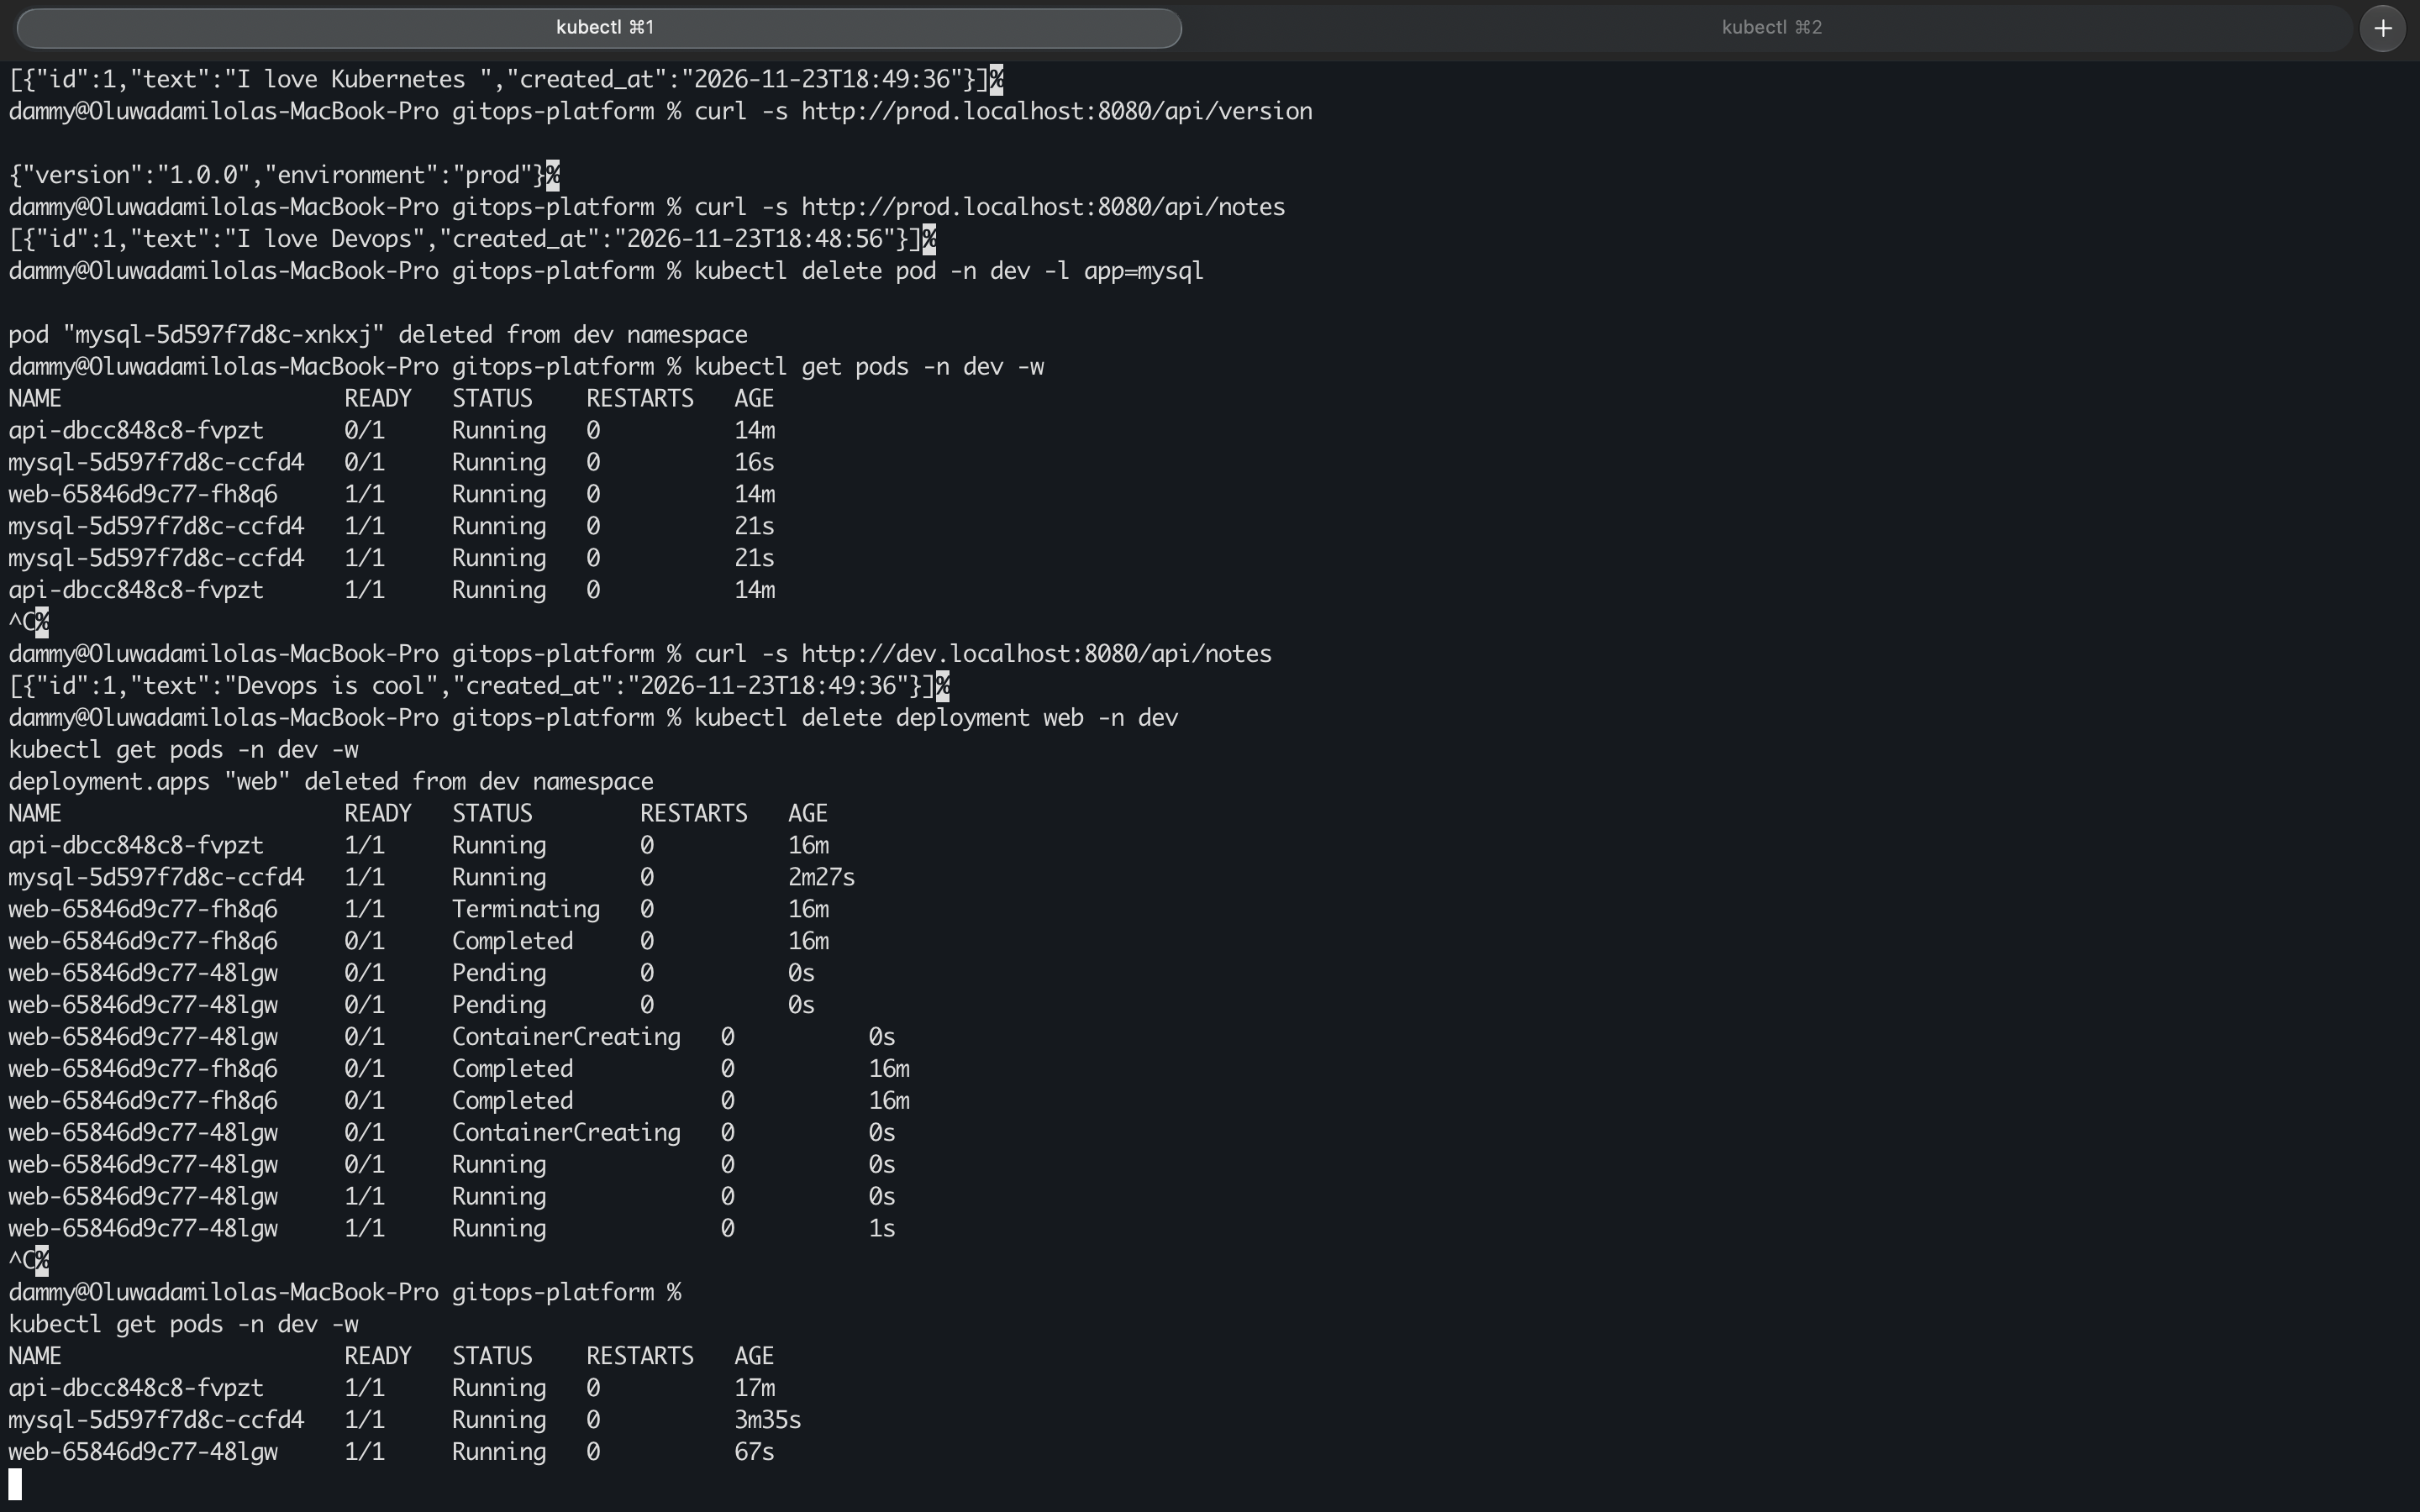 kubectl ⌘1
kubectl ⌘2
+
[{"id":1,"text":"I love Kubernetes ","created_at":"2026-11-23T18:49:36"}]%
dammy@Oluwadamilolas-MacBook-Pro gitops-platform % curl -s http://prod.localhost:8080/api/version
{"version":"1.0.0","environment":"prod"}%
dammy@Oluwadamilolas-MacBook-Pro gitops-platform % curl -s http://prod.localhost:8080/api/notes
[{"id":1,"text":"I love Devops","created_at":"2026-11-23T18:48:56"}]%
dammy@Oluwadamilolas-MacBook-Pro gitops-platform % kubectl delete pod -n dev -l app=mysql
pod "mysql-5d597f7d8c-xnkxj" deleted from dev namespace
dammy@Oluwadamilolas-MacBook-Pro gitops-platform % kubectl get pods -n dev -w
NAME                     READY   STATUS    RESTARTS   AGE
api-dbcc848c8-fvpzt      0/1     Running   0          14m
mysql-5d597f7d8c-ccfd4   0/1     Running   0          16s
web-65846d9c77-fh8q6     1/1     Running   0          14m
mysql-5d597f7d8c-ccfd4   1/1     Running   0          21s
mysql-5d597f7d8c-ccfd4   1/1     Running   0          21s
api-dbcc848c8-fvpzt      1/1     Running   0          14m
^C%
dammy@Oluwadamilolas-MacBook-Pro gitops-platform % curl -s http://dev.localhost:8080/api/notes
[{"id":1,"text":"Devops is cool","created_at":"2026-11-23T18:49:36"}]%
dammy@Oluwadamilolas-MacBook-Pro gitops-platform % kubectl delete deployment web -n dev
kubectl get pods -n dev -w
deployment.apps "web" deleted from dev namespace
NAME                     READY   STATUS        RESTARTS   AGE
api-dbcc848c8-fvpzt      1/1     Running       0          16m
mysql-5d597f7d8c-ccfd4   1/1     Running       0          2m27s
web-65846d9c77-fh8q6     1/1     Terminating   0          16m
web-65846d9c77-fh8q6     0/1     Completed     0          16m
web-65846d9c77-48lgw     0/1     Pending       0          0s
web-65846d9c77-48lgw     0/1     Pending       0          0s
web-65846d9c77-48lgw     0/1     ContainerCreating   0          0s
web-65846d9c77-fh8q6     0/1     Completed           0          16m
web-65846d9c77-fh8q6     0/1     Completed           0          16m
web-65846d9c77-48lgw     0/1     ContainerCreating   0          0s
web-65846d9c77-48lgw     0/1     Running             0          0s
web-65846d9c77-48lgw     1/1     Running             0          0s
web-65846d9c77-48lgw     1/1     Running             0          1s
^C%
dammy@Oluwadamilolas-MacBook-Pro gitops-platform %
kubectl get pods -n dev -w
NAME                     READY   STATUS    RESTARTS   AGE
api-dbcc848c8-fvpzt      1/1     Running   0          17m
mysql-5d597f7d8c-ccfd4   1/1     Running   0          3m35s
web-65846d9c77-48lgw     1/1     Running   0          67s